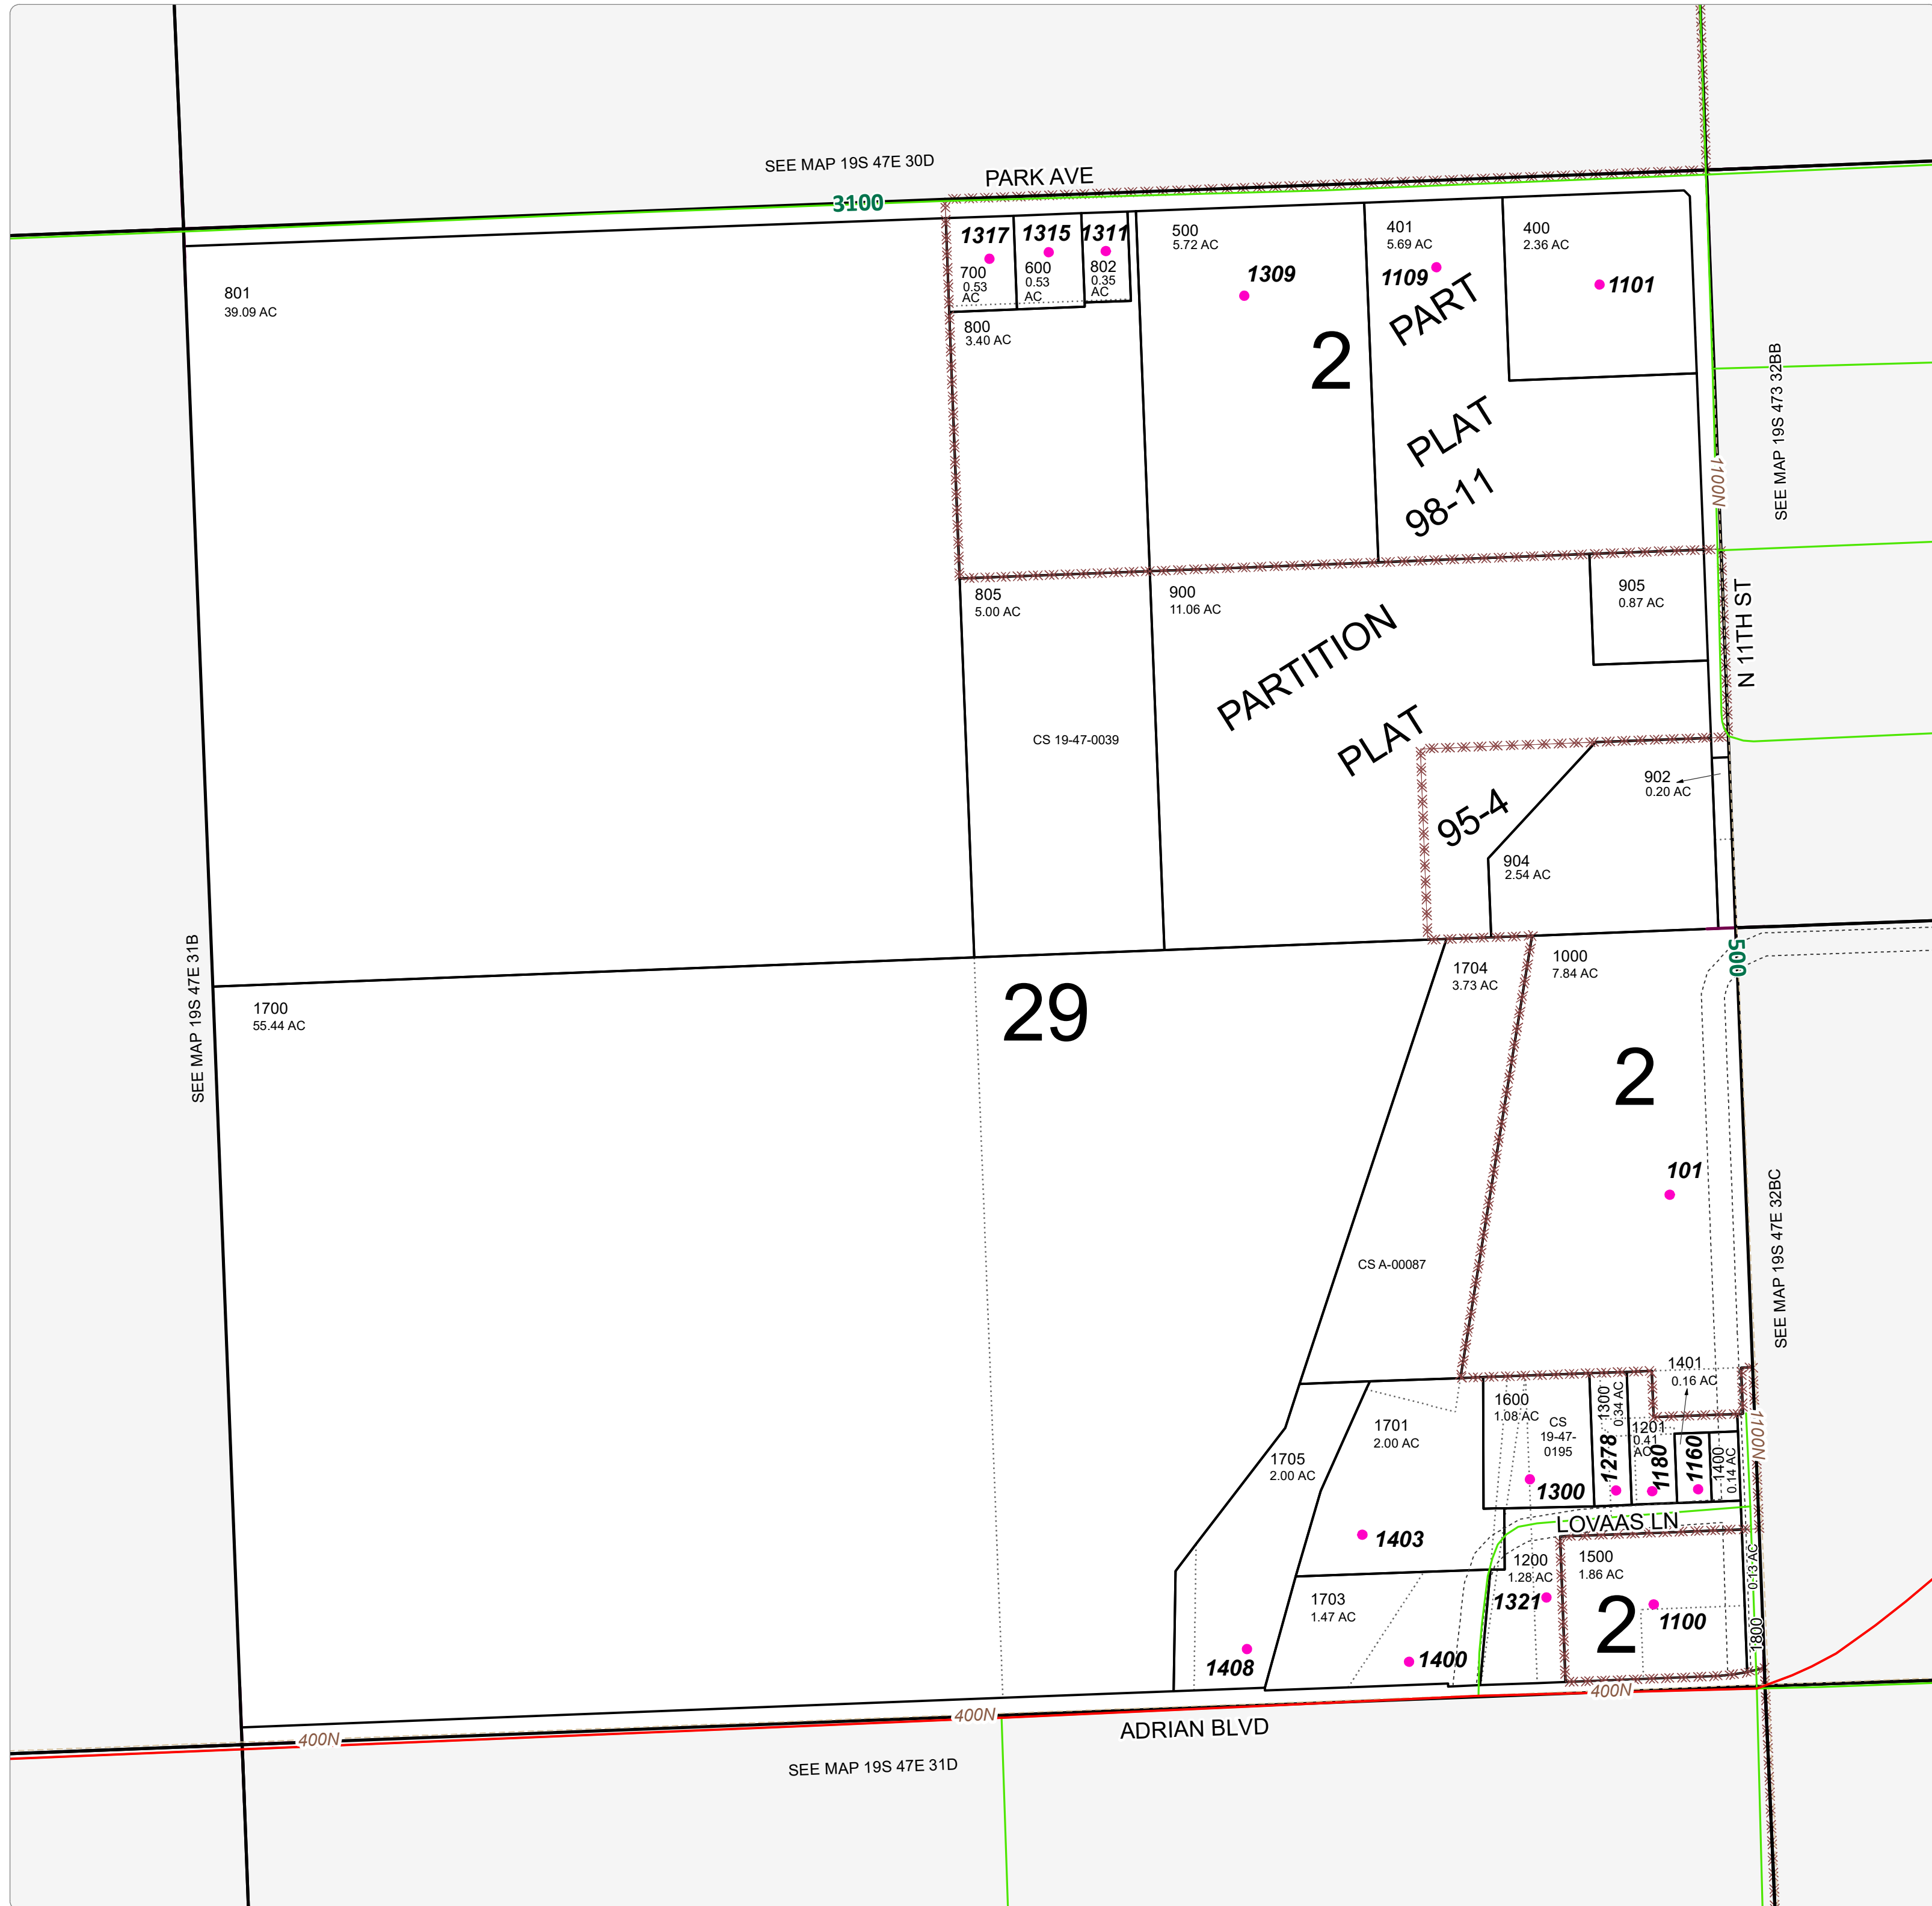 SEE MAP 19S 47E 30D
PARK AVE
3100
1317
1315
1311
700
0.53
AC
600
0.53
AC
802
0.35
AC
500
5.72 AC
1309
401
5.69 AC
1109
400
2.36 AC
1101
801
39.09 AC
800
3.40 AC
2
PART
PLAT
98-11
SEE MAP 19S 473 32BB
1100N
805
5.00 AC
900
11.06 AC
905
0.87 AC
N 11TH ST
PARTITION
PLAT
95-4
CS 19-47-0039
902
0.20 AC
904
2.54 AC
SEE MAP 19S 47E 31B
1700
55.44 AC
29
1704
3.73 AC
1000
7.84 AC
500
2
101
SEE MAP 19S 47E 32BC
CS A-00087
1401
0.16 AC
1600
1.08 AC
CS
19-47-
0195
1300
0.34 AC
1278
1201
0.41
AC
1180
1160
1400
0.14 AC
1100N
1701
2.00 AC
1705
2.00 AC
1300
1403
LOVAAS LN
1200
1.28 AC
1321
1500
1.86 AC
2
1100
0.13 AC
1800
1703
1.47 AC
1408
1400
400N
400N
400N
ADRIAN BLVD
SEE MAP 19S 47E 31D